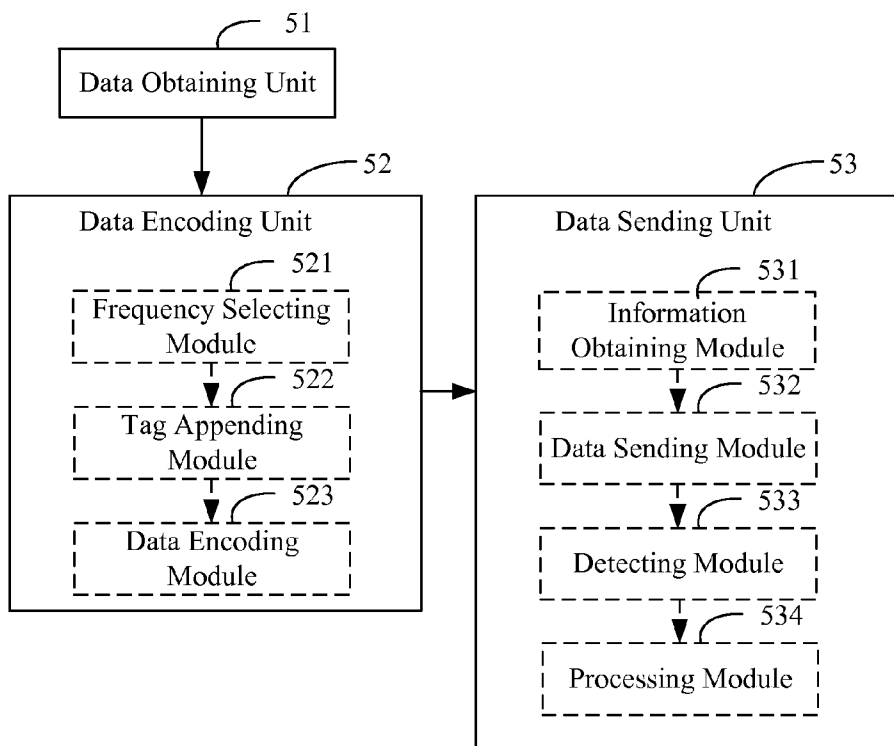 51
Data Obtaining Unit
52
Data Encoding Unit
521
Frequency Selecting
Module
522
Tag Appending
Module
523
Data Encoding
Module
53
Data Sending Unit
531
Information
Obtaining Module
532
Data Sending Module
533
Detecting Module
534
Processing Module